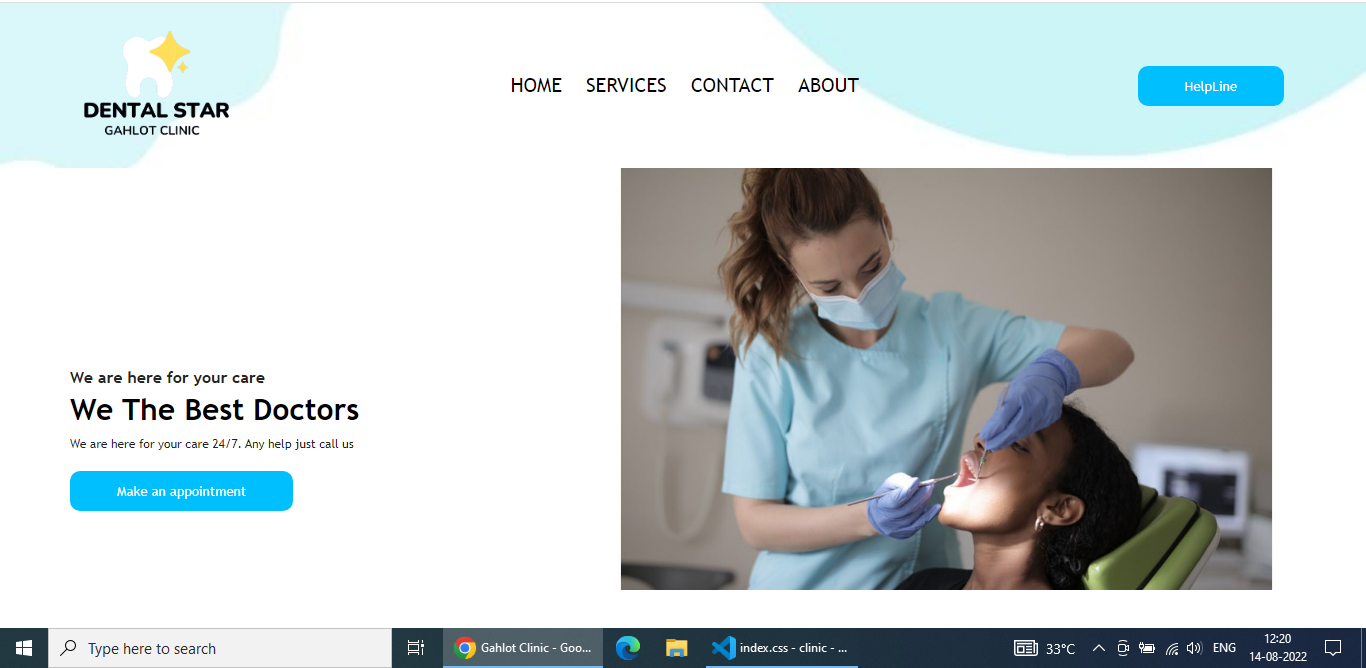 DENTAL STAR
GAHLOT CLINIC
HOME SERVICES CONTACT ABOUT
HelpLine
We are here for your care
We The Best Doctors
We are here for your care 24/7. Any help just call us
Make an appointment
Type here to search
Gahlot Clinic - Goo...
index.css - clinic - ...
33°C
ENG
12:20
14-08-2022